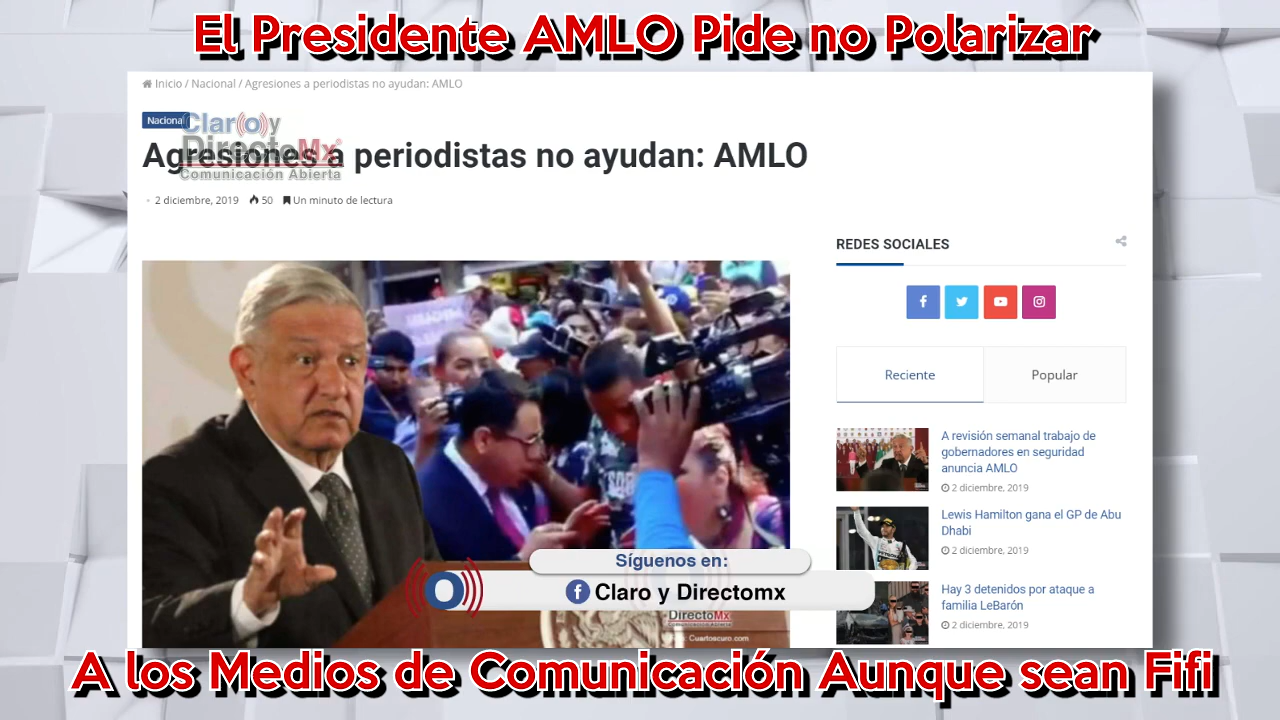 El Presidente AMLO Pide no Polarizar
Inicio / Nacional / Agresiones a periodistas no ayudan: AMLO
Nacional
Clar(o)y
DirectoMx
Comunicación Abierta
Agresiones a periodistas no ayudan: AMLO
2 diciembre, 2019 50 Un minuto de lectura
REDES SOCIALES
Reciente Popular
A revisión semanal trabajo de
gobernadores en seguridad
anuncia AMLO
2 diciembre, 2019
Lewis Hamilton gana el GP de Abu
Dhabi
2 diciembre, 2019
Hay 3 detenidos por ataque a
familia LeBarón
2 diciembre, 2019
Síguenos en:
Claro y Directomx
DirectoMx
Comunicación Abierta
Cuartoscuro.com
A los Medios de Comunicación Aunque sean Fifi